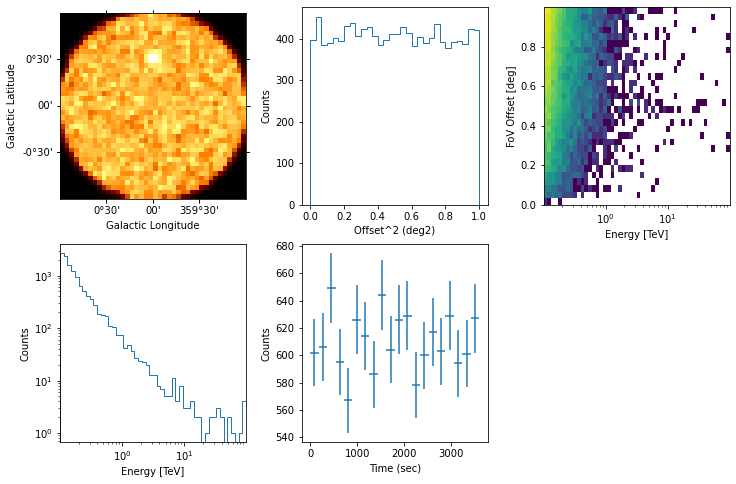 Galactic Latitude
0°30'
00'
-0°30'
0°30' 00' 359°30'
Galactic Longitude
Counts
400
300
200
100
0
0.0 0.2 0.4 0.6 0.8 1.0
Offset^2 (deg2)
FoV Offset [deg]
0.8
0.6
0.4
0.2
0.0
10^0 10^1
Energy [TeV]
Counts
10^3
10^2
10^1
10^0
10^0 10^1
Energy [TeV]
Counts
680
660
640
620
600
580
560
540
0 1000 2000 3000
Time (sec)